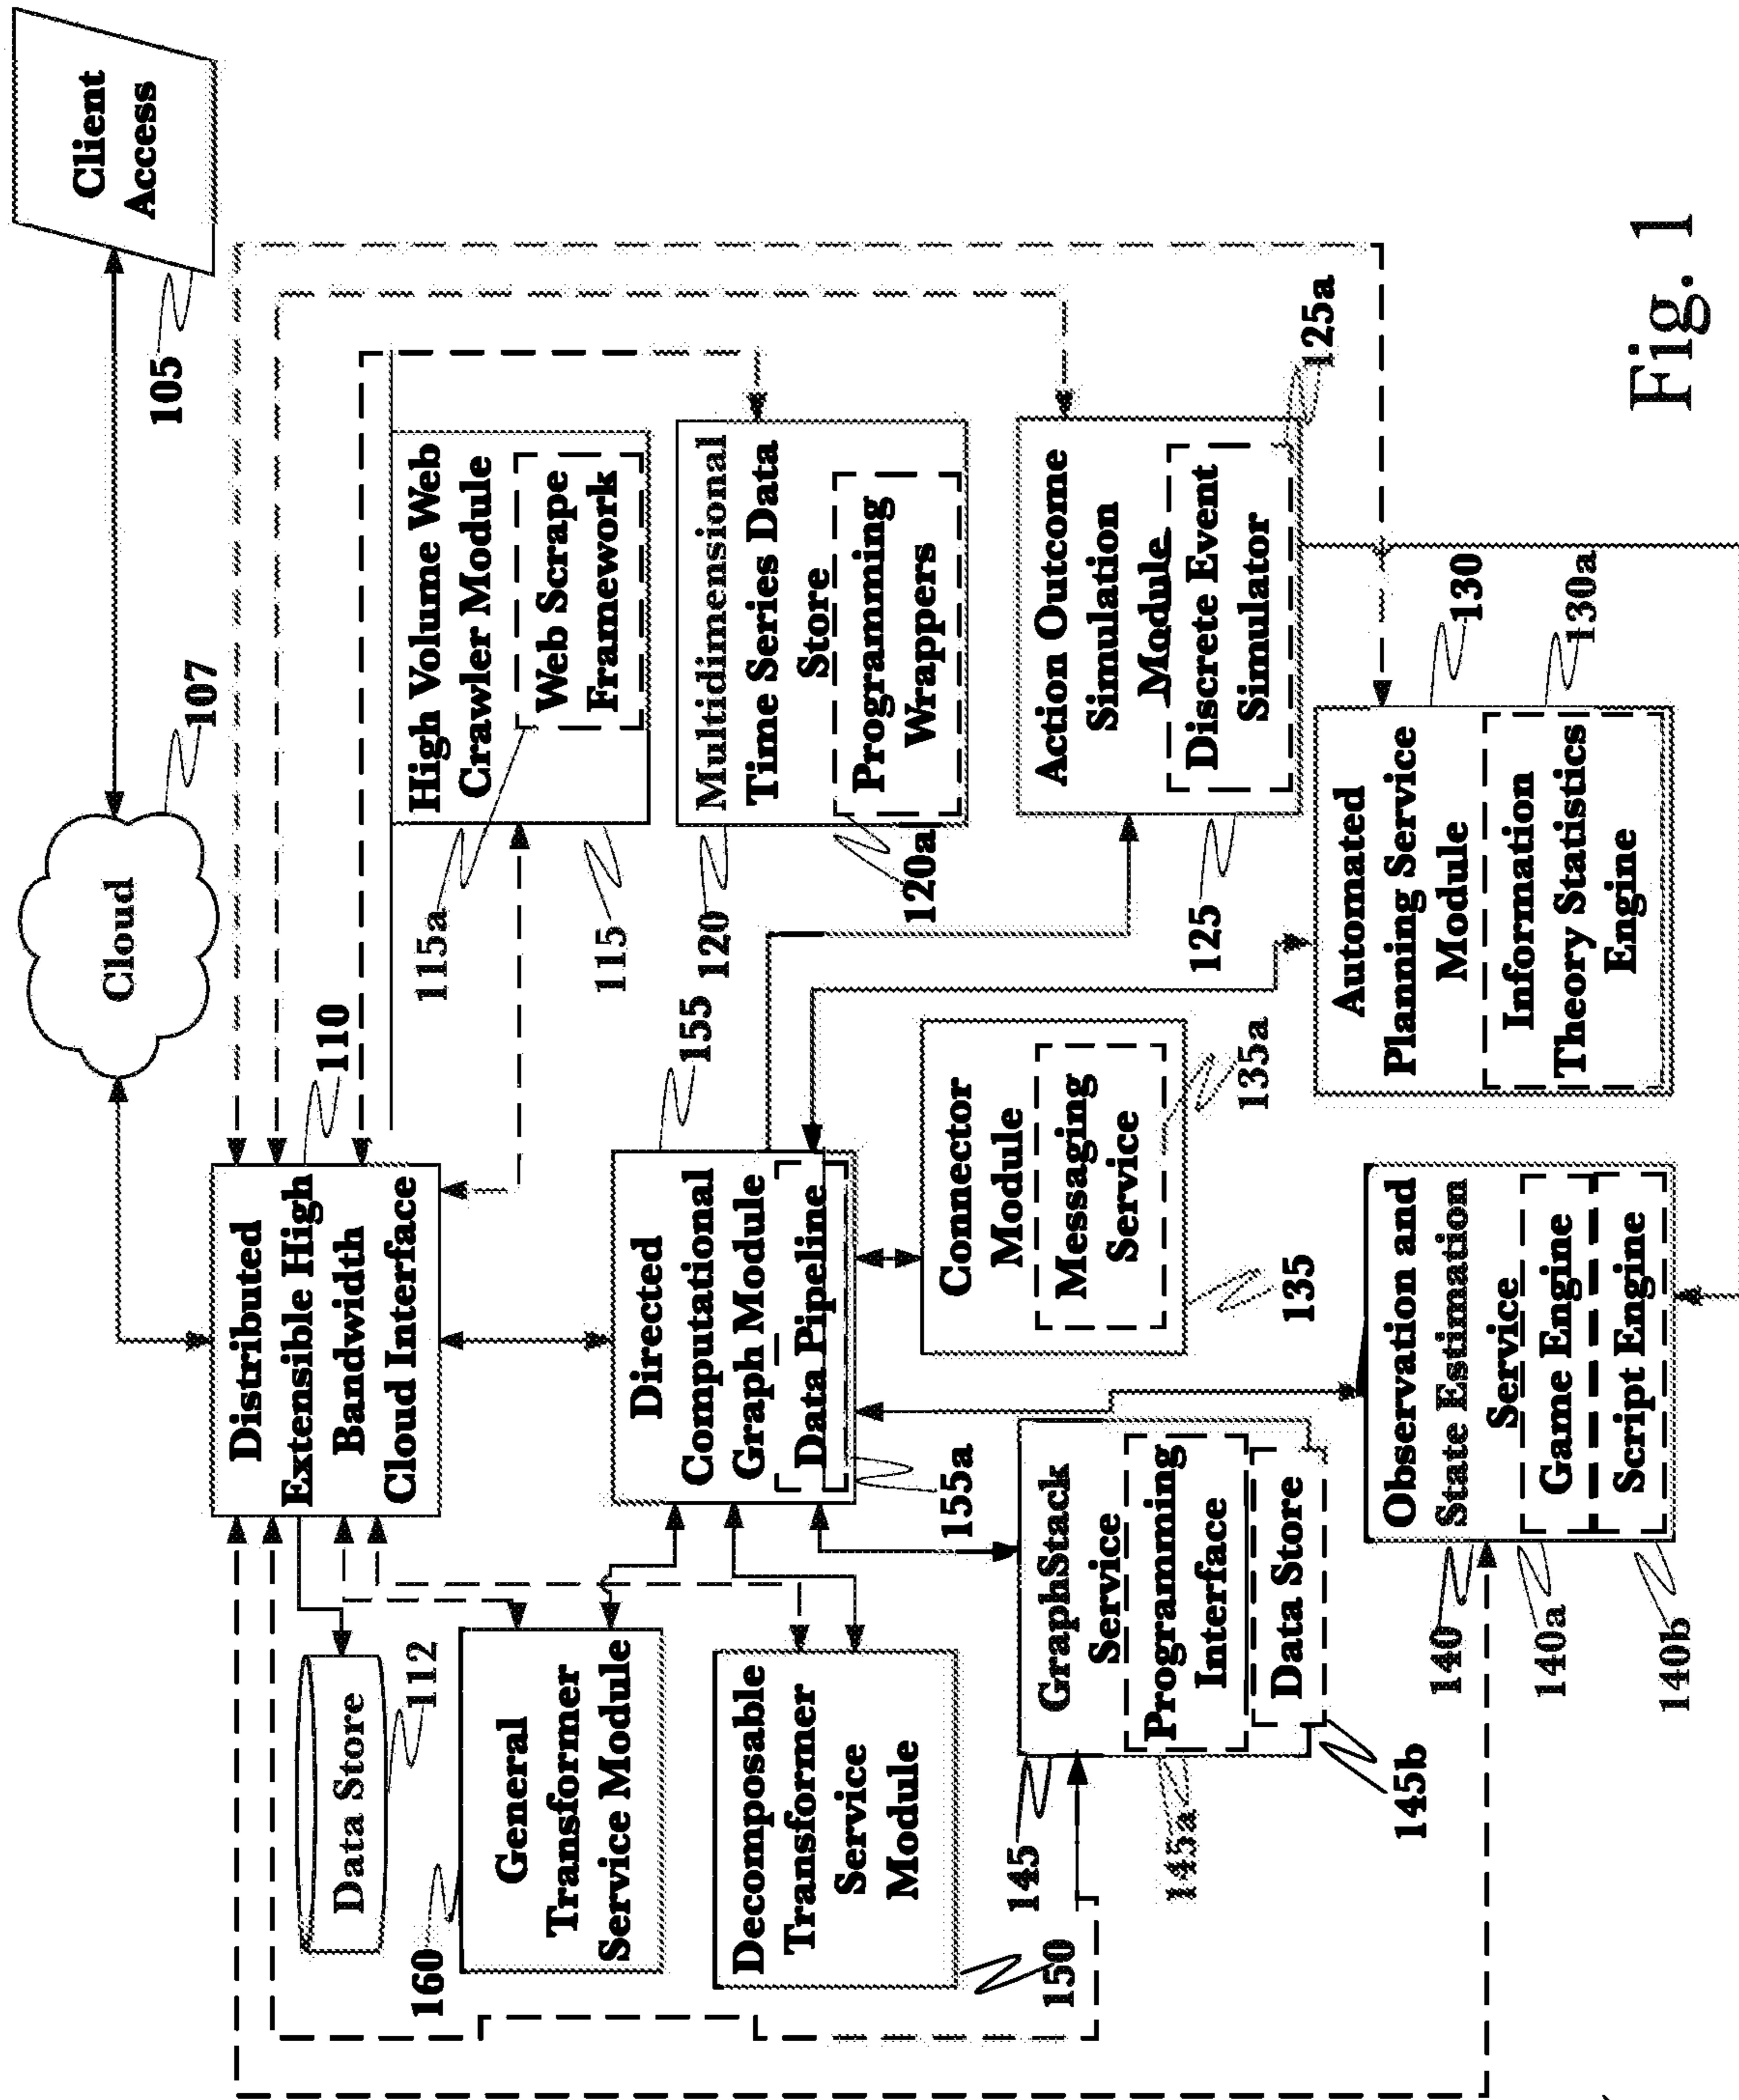 Client
Access
105
Cloud
107
Distributed
Extensible High
Bandwidth
Cloud Interface
110
Data Store
112
High Volume Web
Crawler Module
Web Scrape
Framework
115a
115
Multidimensional
Time Series Data
Store
Programming
Wrappers
120
120a
Action Outcome
Simulation
Module
Discrete Event
Simulator
125
125a
Automated
Planning Service
Module
Information
Theory Statistics
Engine
130
130a
Directed
Computational
Graph Module
Data Pipeline
155
155a
Connector
Module
Messaging
Service
135
135a
General
Transformer
Service Module
160
Decomposable
Transformer
Service
Module
150
GraphStack
Service
Programming
Interface
Data Store
145
145a
145b
Observation and
State Estimation
Service
Game Engine
Script Engine
140
140a
140b
Fig. 1